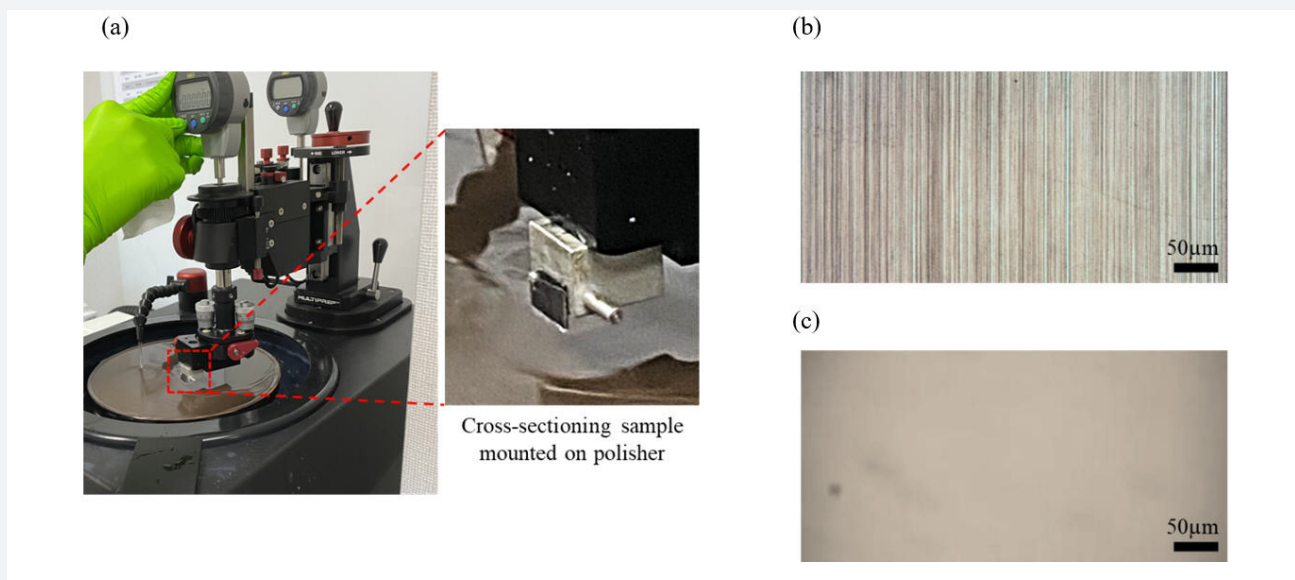 (a)
(b)
50µm
(c)
MULTIPREP
Cross-sectioning sample
mounted on polisher
50µm